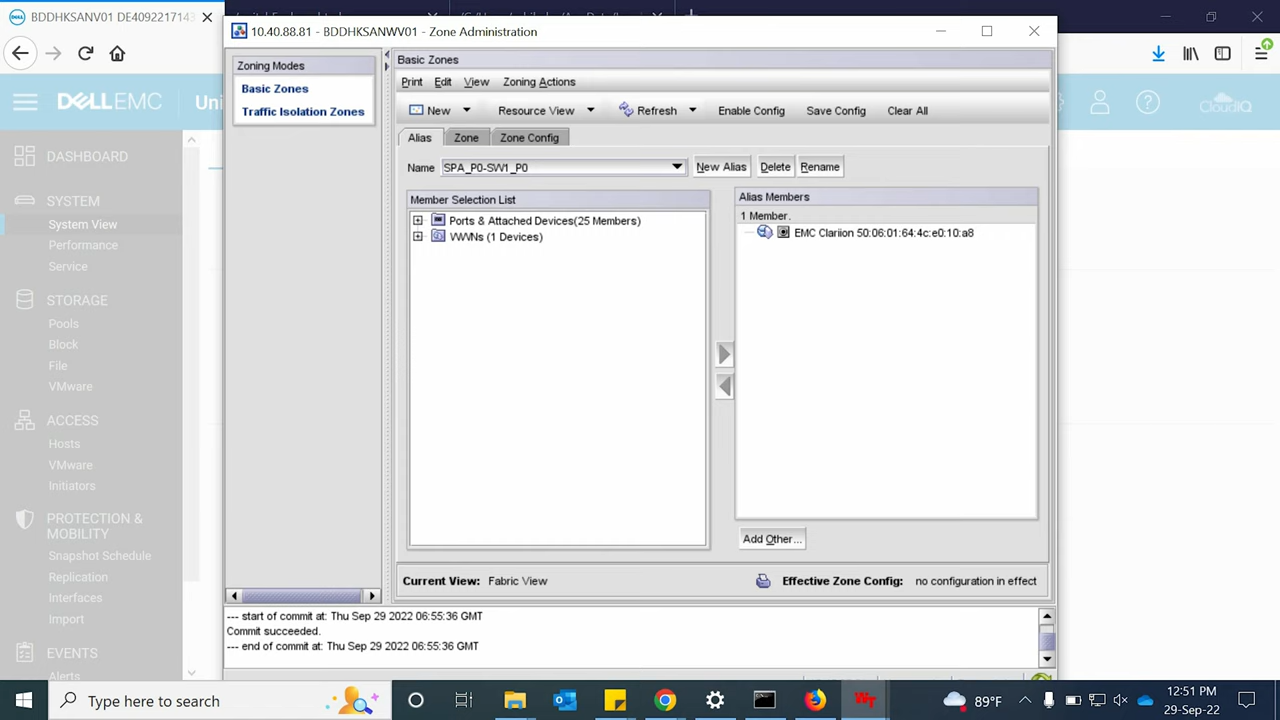 BDDHKSANV01 DE4092217143
10.40.88.81 - BDDHKSANWV01 - Zone Administration
DELLEMC Uni
CloudIQ
DASHBOARD
SYSTEM
System View
Performance
Service
STORAGE
Pools
Block
File
VMware
ACCESS
Hosts
VMware
Initiators
PROTECTION &
MOBILITY
Snapshot Schedule
Replication
Interfaces
Import
EVENTS
Alerts
Zoning Modes
Basic Zones
Traffic Isolation Zones
Basic Zones
Print Edit View Zoning Actions
New Resource View Refresh Enable Config Save Config Clear All
Alias Zone Zone Config
Name SPA_P0-SW1_P0 New Alias Delete Rename
Member Selection List
Ports & Attached Devices(25 Members)
WWNs (1 Devices)
Alias Members
1 Member.
EMC Clariion 50:06:01:64:4c:e0:10:a8
Add Other...
Current View: Fabric View Effective Zone Config: no configuration in effect
--- start of commit at: Thu Sep 29 2022 06:55:36 GMT
Commit succeeded.
--- end of commit at: Thu Sep 29 2022 06:55:36 GMT
Type here to search
89°F
12:51 PM
29-Sep-22